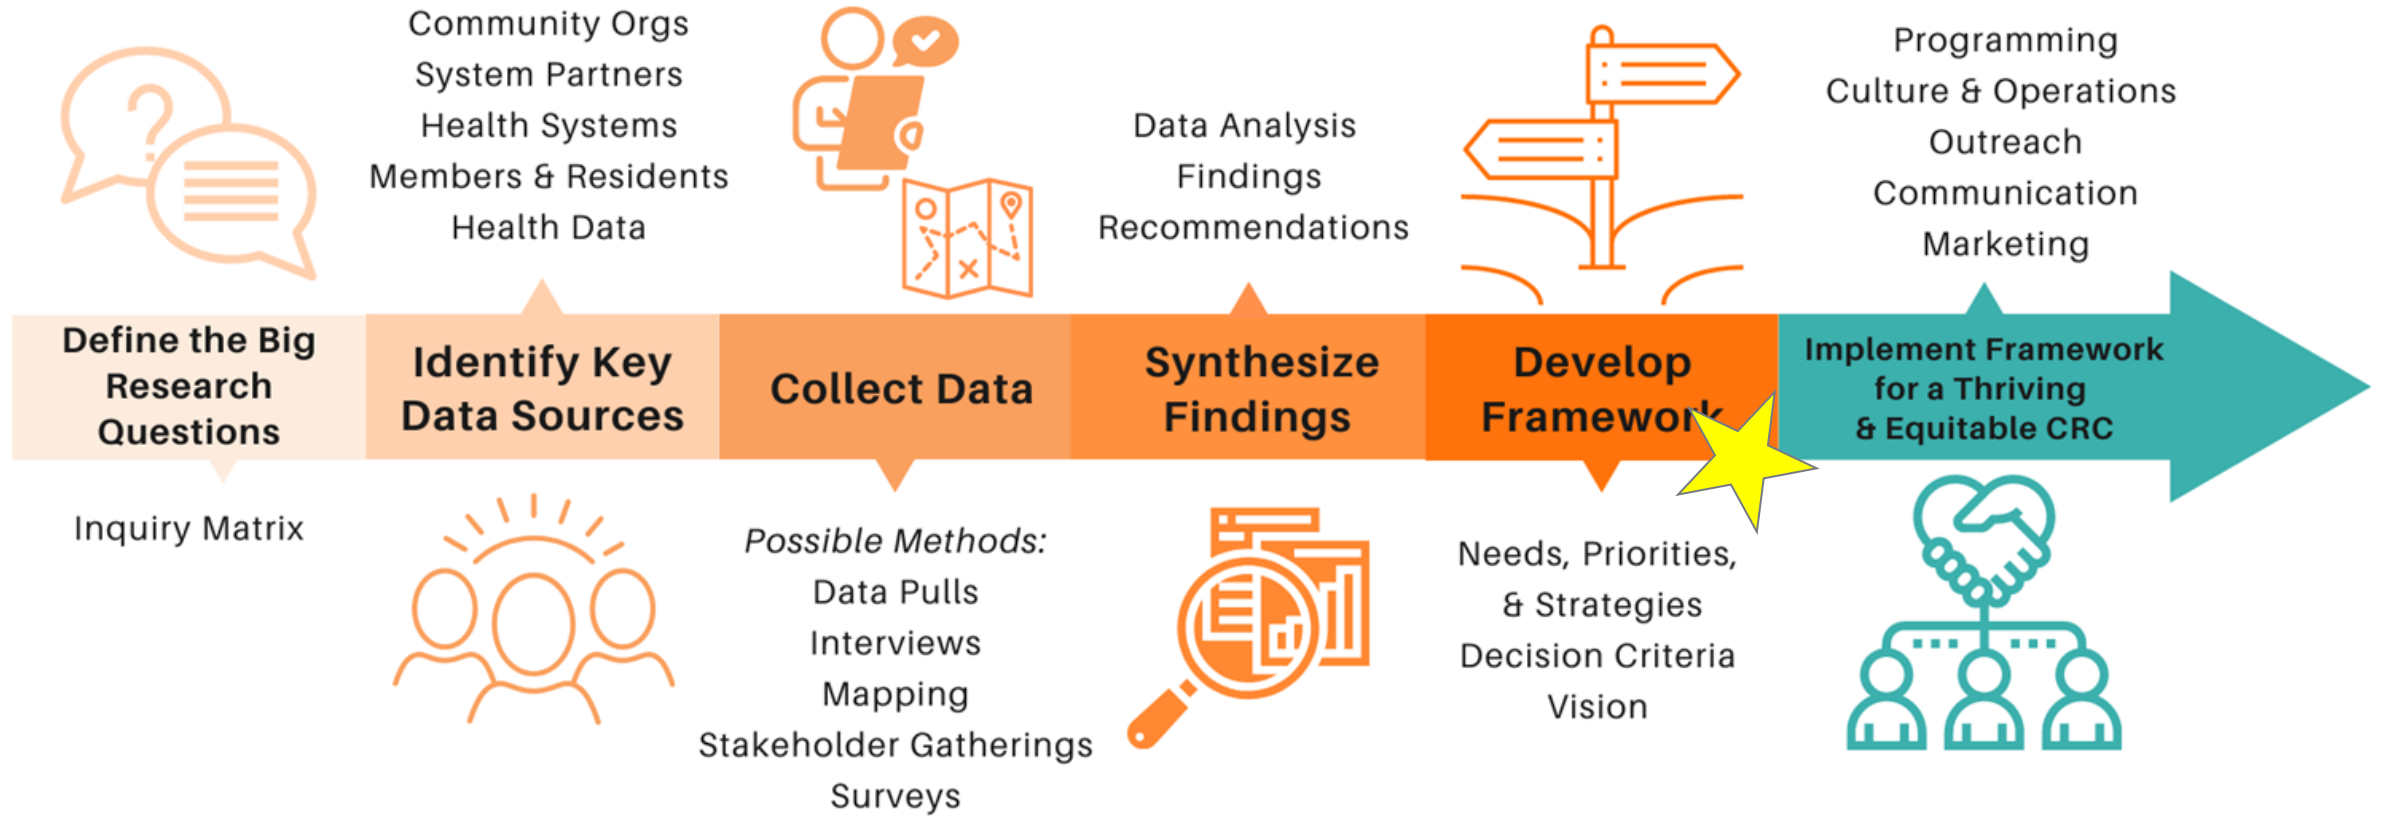 Define the Big
Research
Questions
Inquiry Matrix
Community Orgs
System Partners
Health Systems
Members & Residents
Health Data
Identify Key
Data Sources
Collect Data
Possible Methods:
Data Pulls
Interviews
Mapping
Stakeholder Gatherings
Surveys
Data Analysis
Findings
Recommendations
Synthesize
Findings
Develop
Framework
Needs, Priorities,
& Strategies
Decision Criteria
Vision
Programming
Culture & Operations
Outreach
Communication
Marketing
Implement Framework
for a Thriving
& Equitable CRC